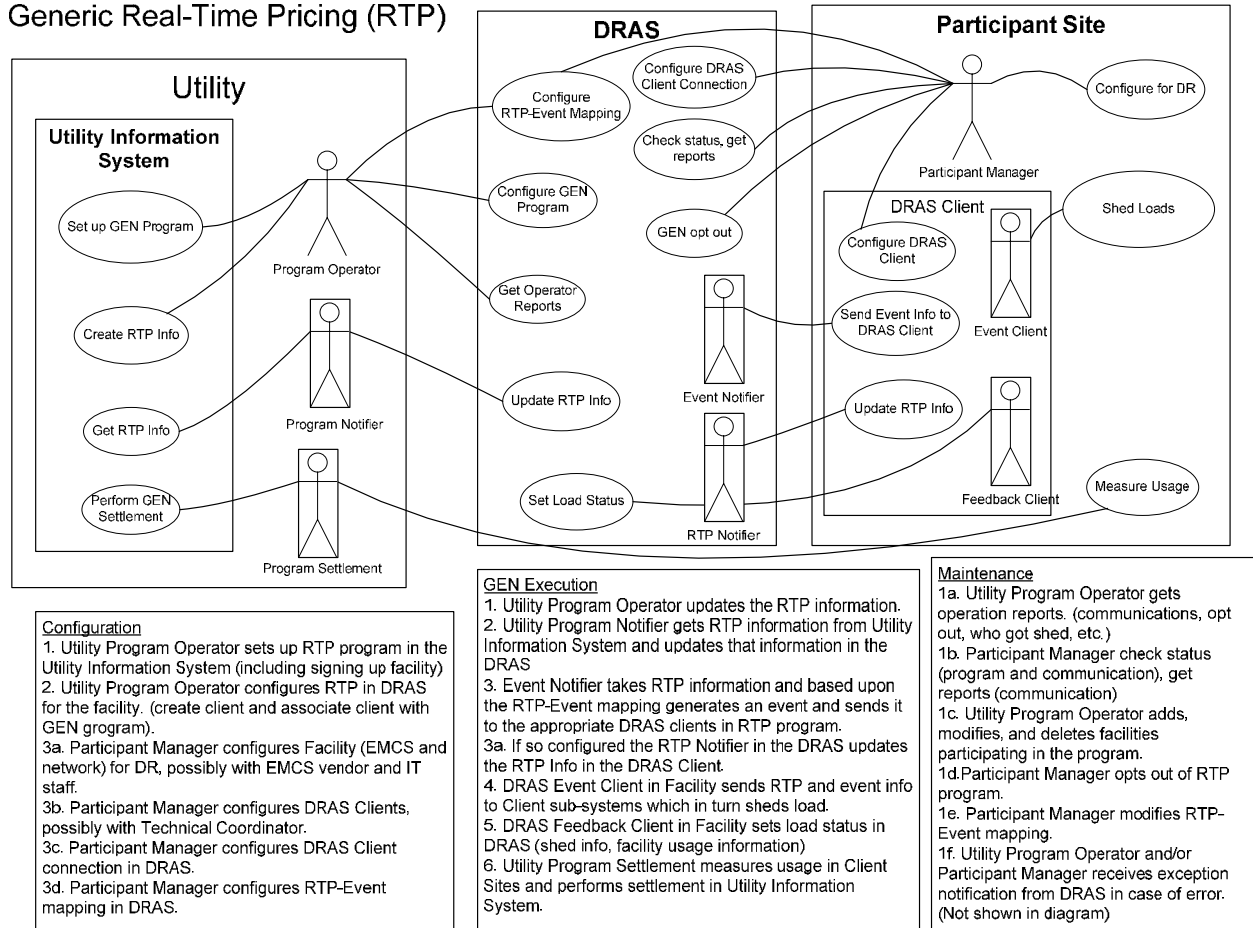 Generic Real-Time Pricing (RTP)
DRAS
Participant Site
Utility
Utility Information
System
Set up GEN Program
Create RTP Info
Get RTP Info
Perform GEN
Settlement
Program Operator
Program Notifier
Program Settlement
Configure
RTP-Event Mapping
Configure DRAS
Client Connection
Check status, get
reports
Configure GEN
Program
GEN opt out
Get Operator
Reports
Event Notifier
Update RTP Info
Set Load Status
RTP Notifier
Participant Manager
Configure for DR
DRAS Client
Configure DRAS
Client
Shed Loads
Send Event Info to
DRAS Client
Event Client
Update RTP Info
Feedback Client
Measure Usage
Configuration
1. Utility Program Operator sets up RTP program in the
Utility Information System (including signing up facility)
2. Utility Program Operator configures RTP in DRAS
for the facility. (create client and associate client with
GEN grogram).
3a. Participant Manager configures Facility (EMCS and
network) for DR, possibly with EMCS vendor and IT
staff.
3b. Participant Manager configures DRAS Clients,
possibly with Technical Coordinator.
3c. Participant Manager configures DRAS Client
connection in DRAS.
3d. Participant Manager configures RTP-Event
mapping in DRAS.
GEN Execution
1. Utility Program Operator updates the RTP information.
2. Utility Program Notifier gets RTP information from Utility
Information System and updates that information in the
DRAS
3. Event Notifier takes RTP information and based upon
the RTP-Event mapping generates an event and sends it
to the appropriate DRAS clients in RTP program.
3a. If so configured the RTP Notifier in the DRAS updates
the RTP Info in the DRAS Client.
4. DRAS Event Client in Facility sends RTP and event info
to Client sub-systems which in turn sheds load.
5. DRAS Feedback Client in Facility sets load status in
DRAS (shed info, facility usage information)
6. Utility Program Settlement measures usage in Client
Sites and performs settlement in Utility Information
System.
Maintenance
1a. Utility Program Operator gets
operation reports. (communications, opt
out, who got shed, etc.)
1b. Participant Manager check status
(program and communication), get
reports (communication)
1c. Utility Program Operator adds,
modifies, and deletes facilities
participating in the program.
1d.Participant Manager opts out of RTP
program.
1e. Participant Manager modifies RTP-
Event mapping.
1f. Utility Program Operator and/or
Participant Manager receives exception
notification from DRAS in case of error.
(Not shown in diagram)